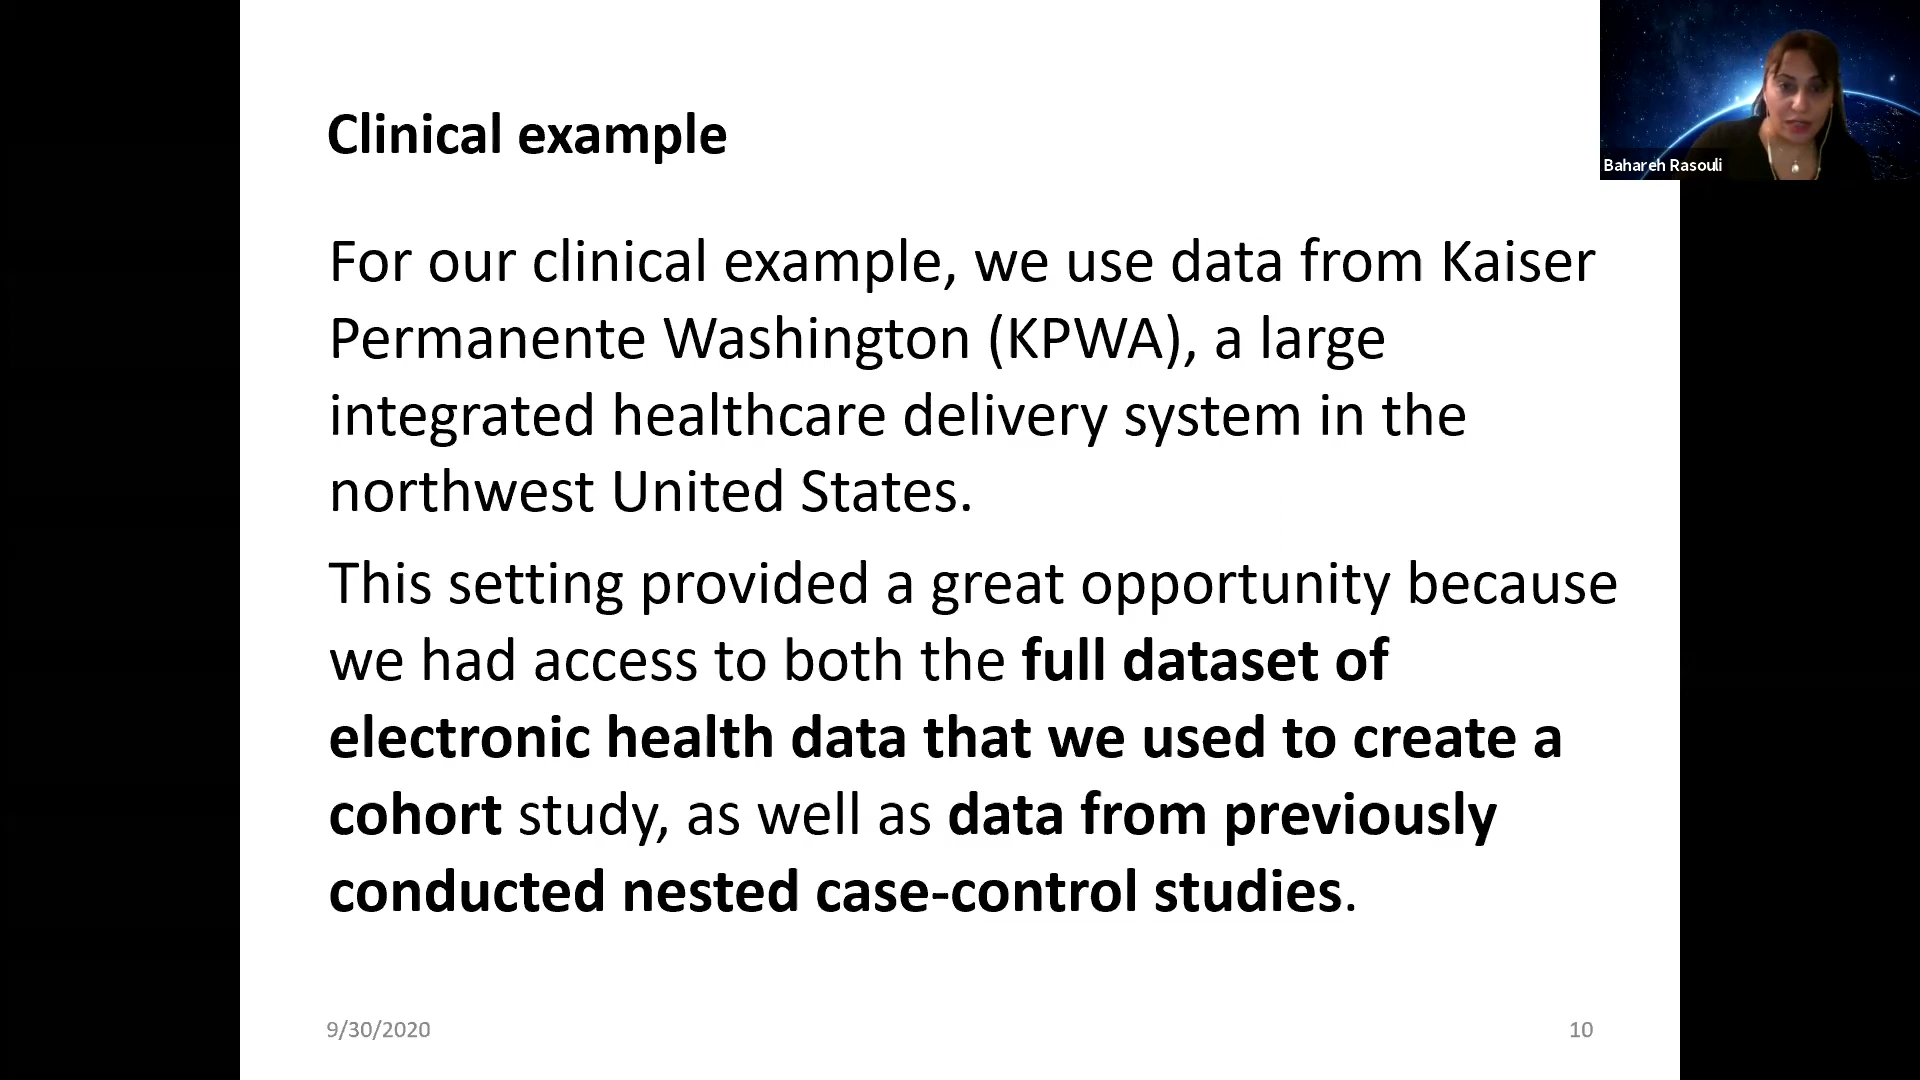 Clinical example
Bahareh Rasouli
For our clinical example, we use data from Kaiser
Permanente Washington (KPWA), a large
integrated healthcare delivery system in the
northwest United States.
This setting provided a great opportunity because
we had access to both the full dataset of
electronic health data that we used to create a
cohort study, as well as data from previously
conducted nested case-control studies.
9/30/2020
10